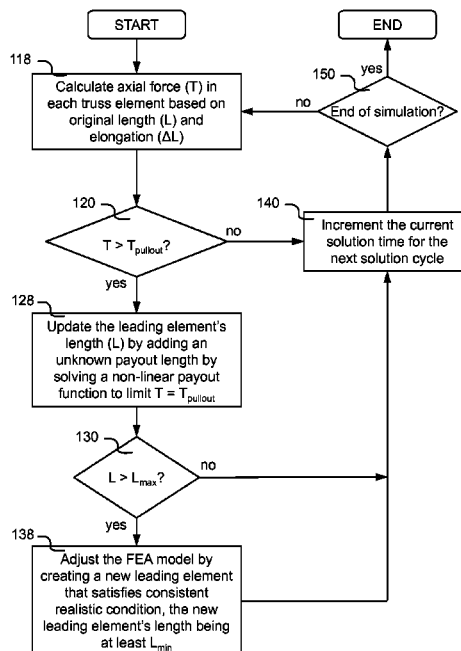 START
END
118
Calculate axial force (T) in
each truss element based on
original length (L) and
elongation (ΔL)
150
yes
no
End of simulation?
120
T > Tpullout?
no
yes
140
Increment the current
solution time for the
next solution cycle
128
Update the leading element's
length (L) by adding an
unknown payout length by
solving a non-linear payout
function to limit T = Tpullout
130
L > Lmax?
no
yes
138
Adjust the FEA model by
creating a new leading element
that satisfies consistent
realistic condition, the new
leading element's length being
at least Lmin